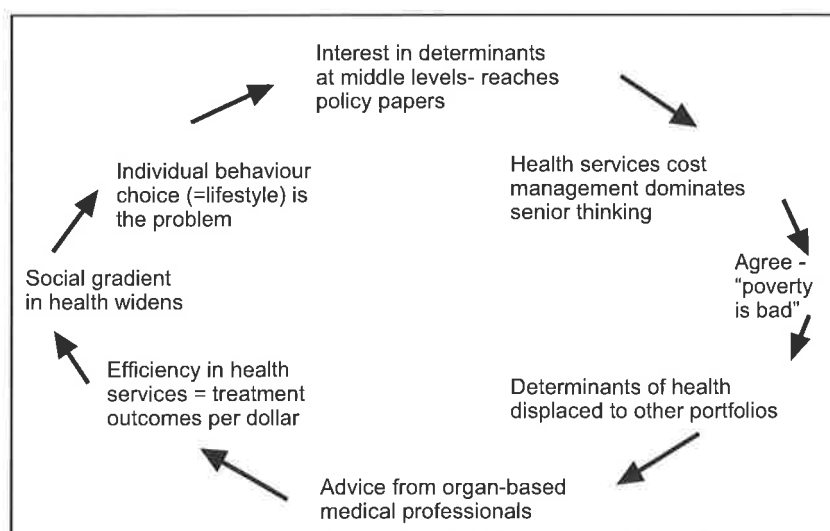 Interest in determinants
at middle levels- reaches
policy papers
Health services cost
management dominates
senior thinking
Agree -
“poverty
is bad”
Determinants of health
displaced to other portfolios
Advice from organ-based
medical professionals
Efficiency in health
services = treatment
outcomes per dollar
Social gradient
in health widens
Individual behaviour
choice (=lifestyle) is
the problem